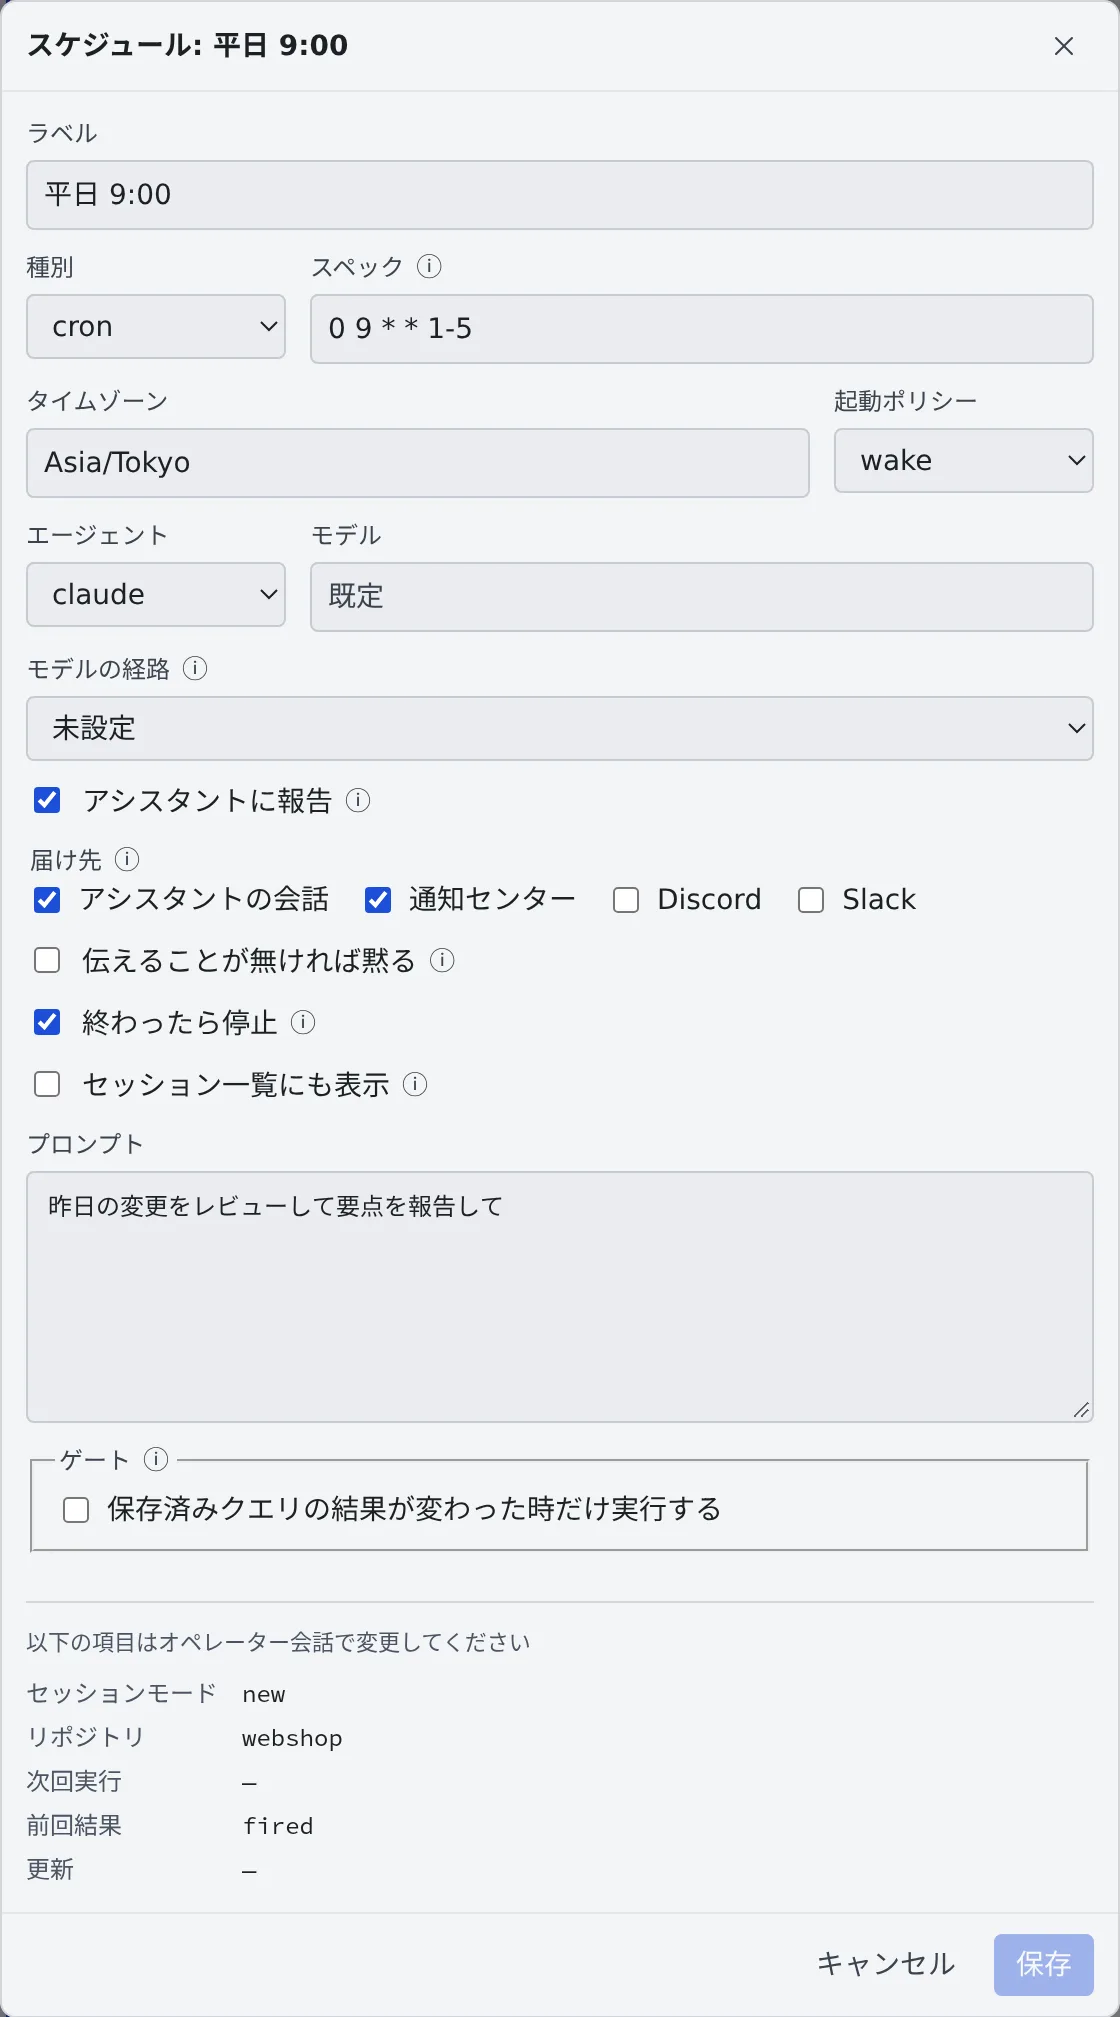 スケジュール: 平日 9:00
ラベル
平日 9:00
種別
スペック ⓘ
cron
0 9 * * 1-5
タイムゾーン
起動ポリシー
Asia/Tokyo
wake
エージェント
モデル
claude
既定
モデルの経路 ⓘ
未設定
アシスタントに報告 ⓘ
届け先 ⓘ
アシスタントの会話 通知センター Discord Slack
伝えることが無ければ黙る ⓘ
終わったら停止 ⓘ
セッション一覧にも表示 ⓘ
プロンプト
昨日の変更をレビューして要点を報告して
ゲート ⓘ
保存済みクエリの結果が変わった時だけ実行する
以下の項目はオペレーター会話で変更してください
セッションモード new
リポジトリ webshop
次回実行 —
前回結果 fired
更新 —
キャンセル 保存